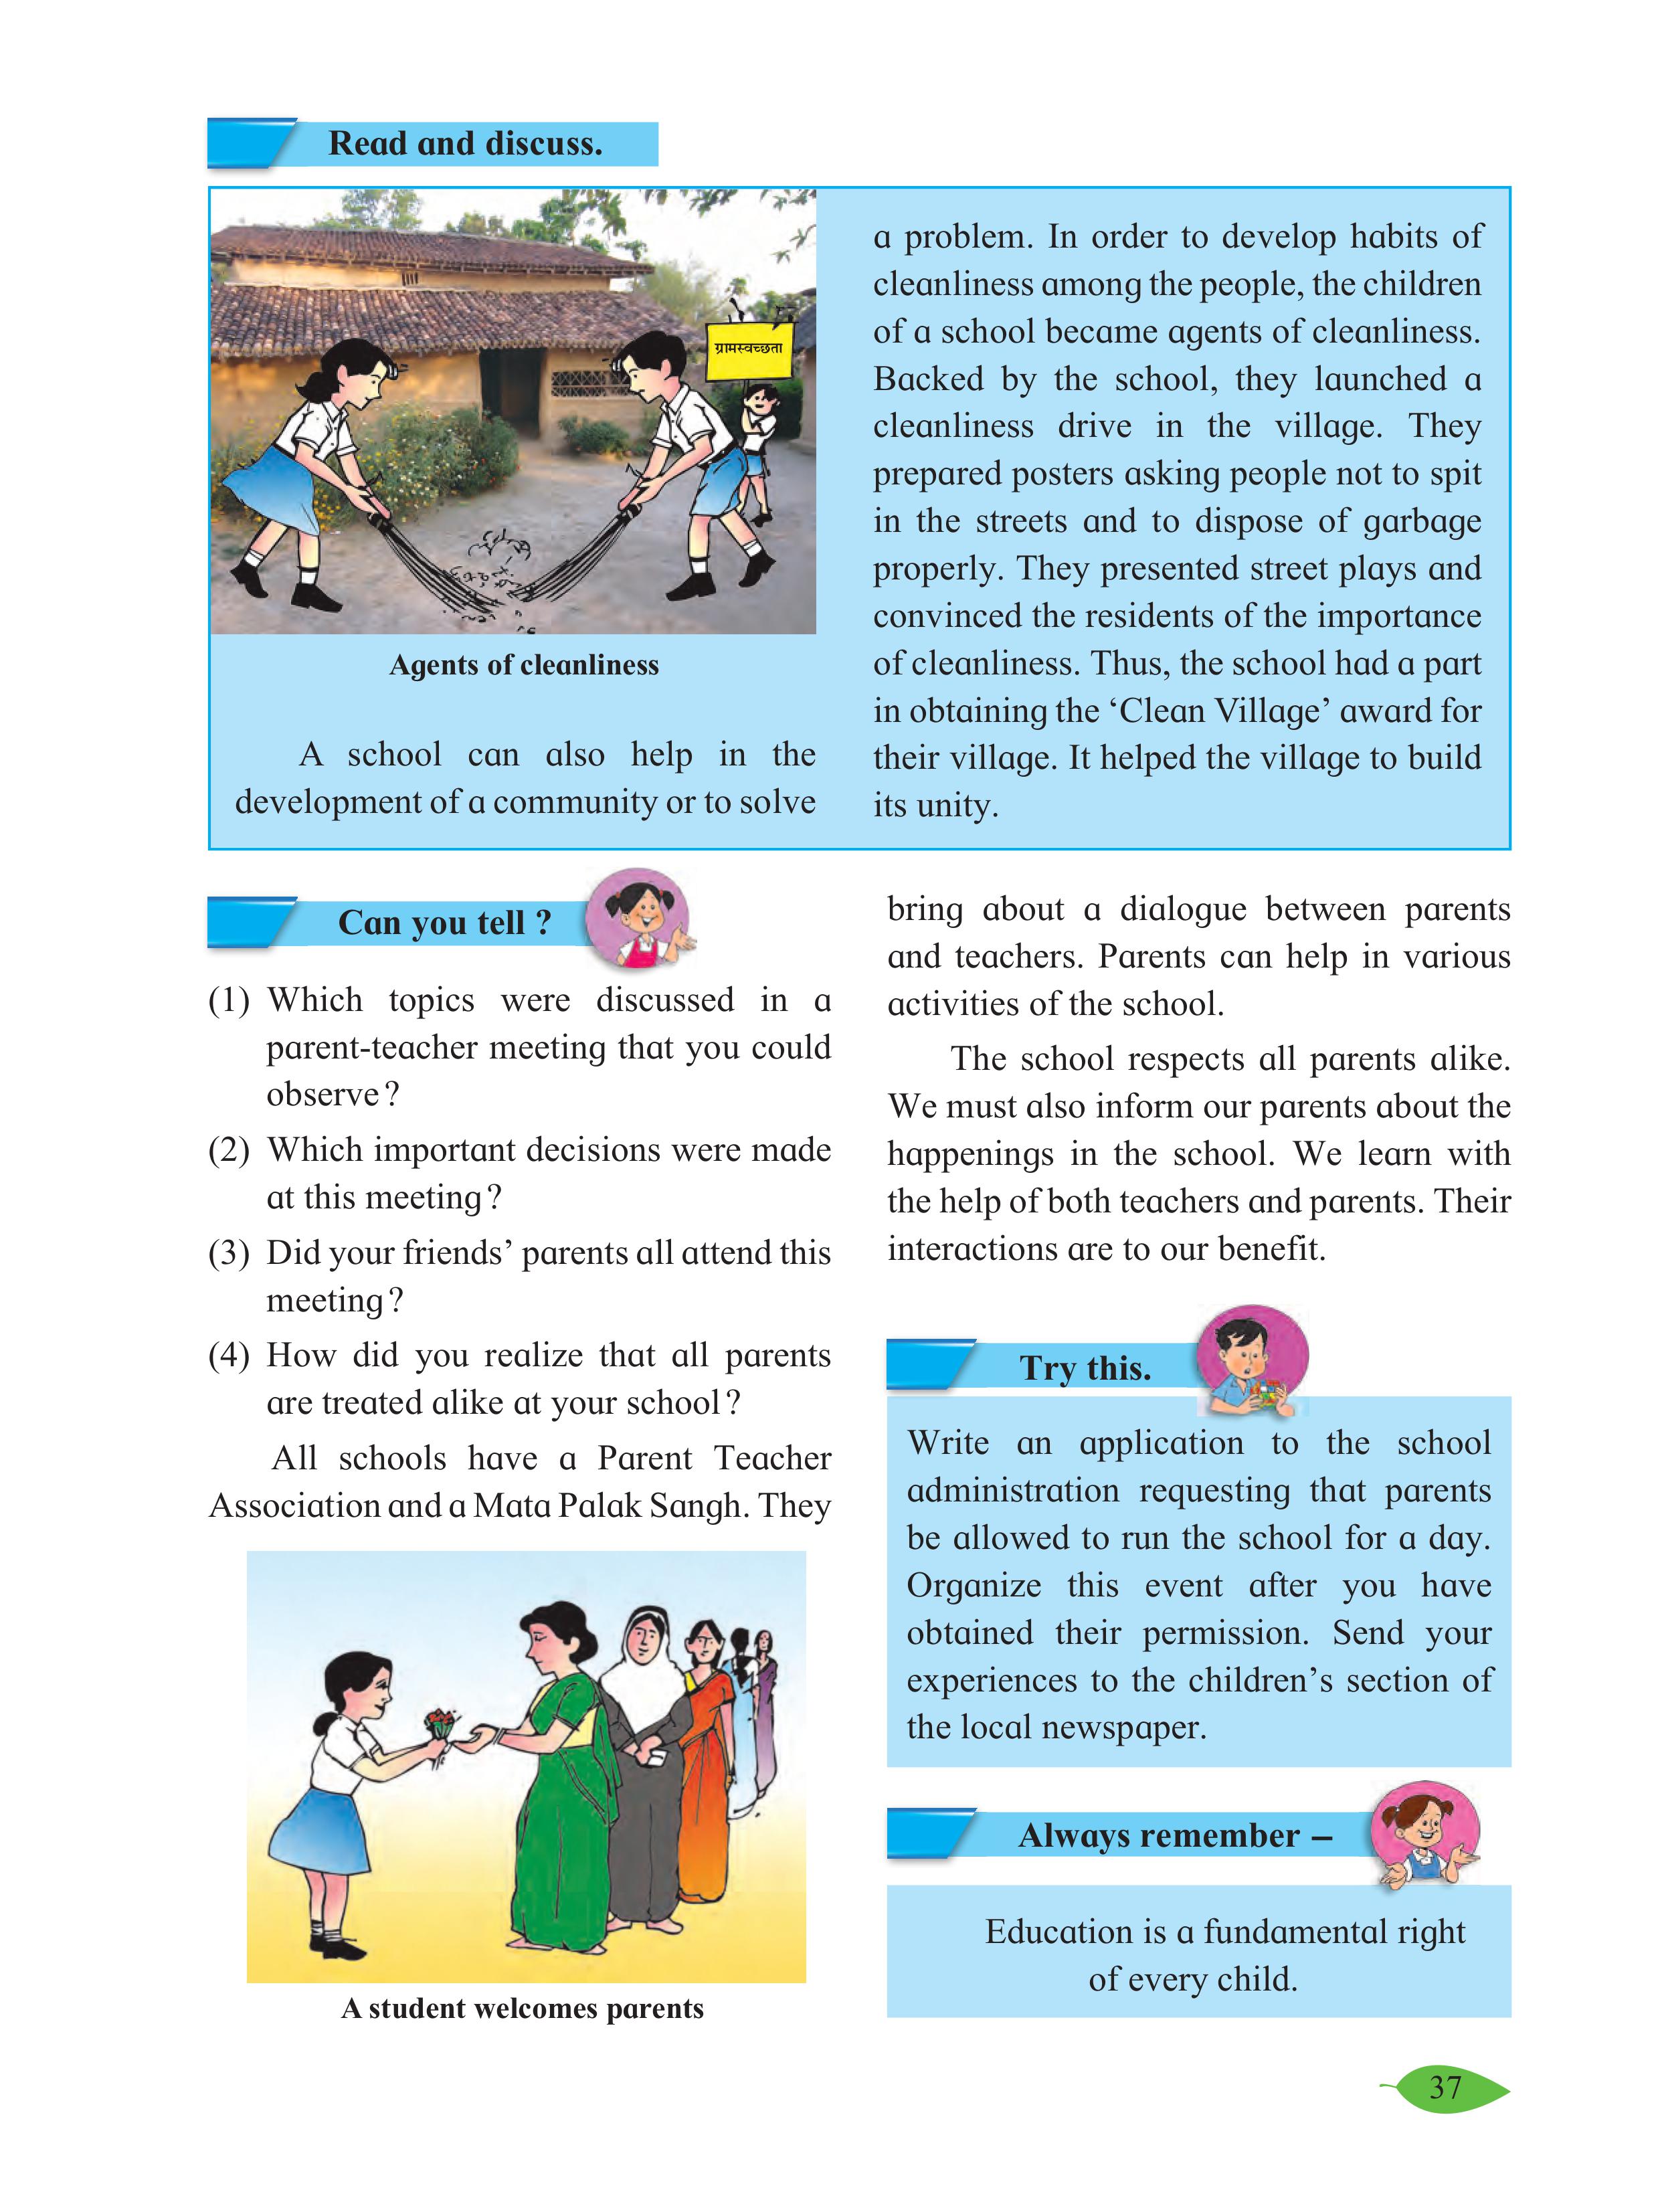 Read and discuss.
ग्रामस्वच्छता
Agents of cleanliness
A school can also help in the
development of a community or to solve
a problem. In order to develop habits of
cleanliness among the people, the children
of a school became agents of cleanliness.
Backed by the school, they launched a
cleanliness drive in the village. They
prepared posters asking people not to spit
in the streets and to dispose of garbage
properly. They presented street plays and
convinced the residents of the importance
of cleanliness. Thus, the school had a part
in obtaining the ‘Clean Village’ award for
their village. It helped the village to build
its unity.
Can you tell ?
(1) Which topics were discussed in a
parent-teacher meeting that you could
observe ?
(2) Which important decisions were made
at this meeting ?
(3) Did your friends’ parents all attend this
meeting ?
(4) How did you realize that all parents
are treated alike at your school ?
All schools have a Parent Teacher
Association and a Mata Palak Sangh. They
A student welcomes parents
bring about a dialogue between parents
and teachers. Parents can help in various
activities of the school.
The school respects all parents alike.
We must also inform our parents about the
happenings in the school. We learn with
the help of both teachers and parents. Their
interactions are to our benefit.
Try this.
Write an application to the school
administration requesting that parents
be allowed to run the school for a day.
Organize this event after you have
obtained their permission. Send your
experiences to the children’s section of
the local newspaper.
Always remember –
Education is a fundamental right
of every child.
37